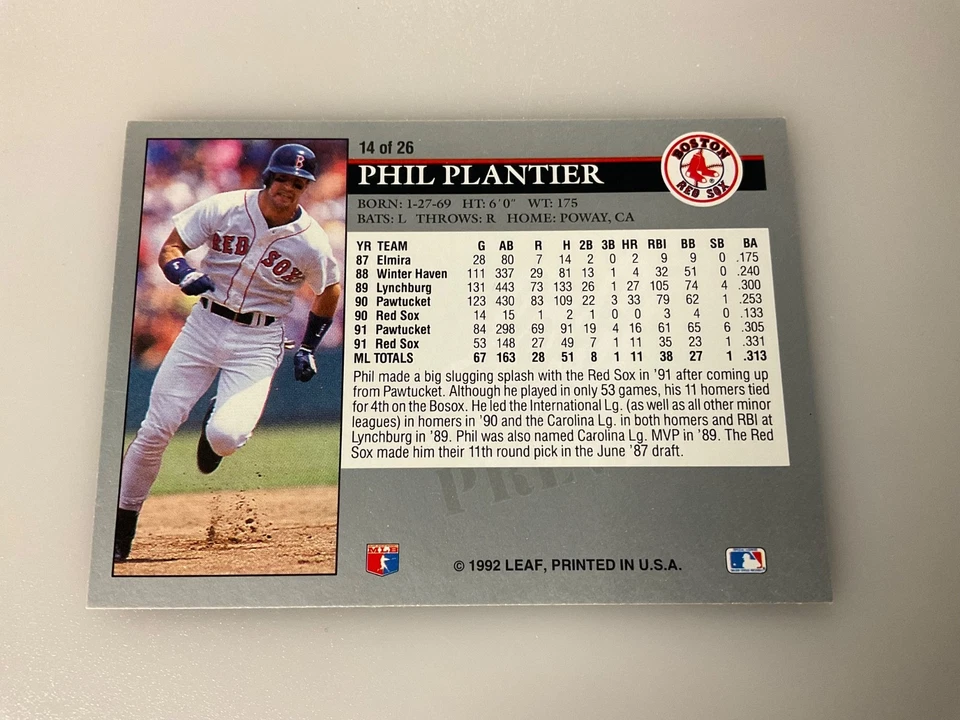 14 of 26
PHIL PLANTIER
BOSTON
RED SOX
BORN: 1-27-69 HT: 6'0" WT: 175
BATS: L THROWS: R HOME: POWAY, CA
YR TEAM G AB R H 2B 3B HR RBI BB SB BA
87 Elmira 28 80 7 14 2 0 2 9 9 0 .175
88 Winter Haven 111 337 29 81 13 1 4 32 51 0 .240
89 Lynchburg 131 443 73 133 26 1 27 105 74 4 .300
90 Pawtucket 123 430 83 109 22 3 33 79 62 1 .253
90 Red Sox 14 15 1 2 1 0 0 3 4 0 .133
91 Pawtucket 84 298 69 91 19 4 16 61 65 6 .305
91 Red Sox 53 148 27 49 7 1 11 35 23 1 .331
ML TOTALS 67 163 28 51 8 1 11 38 27 1 .313
Phil made a big slugging splash with the Red Sox in '91 after coming up
from Pawtucket. Although he played in only 53 games, his 11 homers tied
for 4th on the Bosox. He led the International Lg. (as well as all other minor
leagues) in homers in '90 and the Carolina Lg. in both homers and RBI at
Lynchburg in '89. Phil was also named Carolina Lg. MVP in '89. The Red
Sox made him their 11th round pick in the June '87 draft.
B
RED SOX
MLB
© 1992 LEAF, PRINTED IN U.S.A.